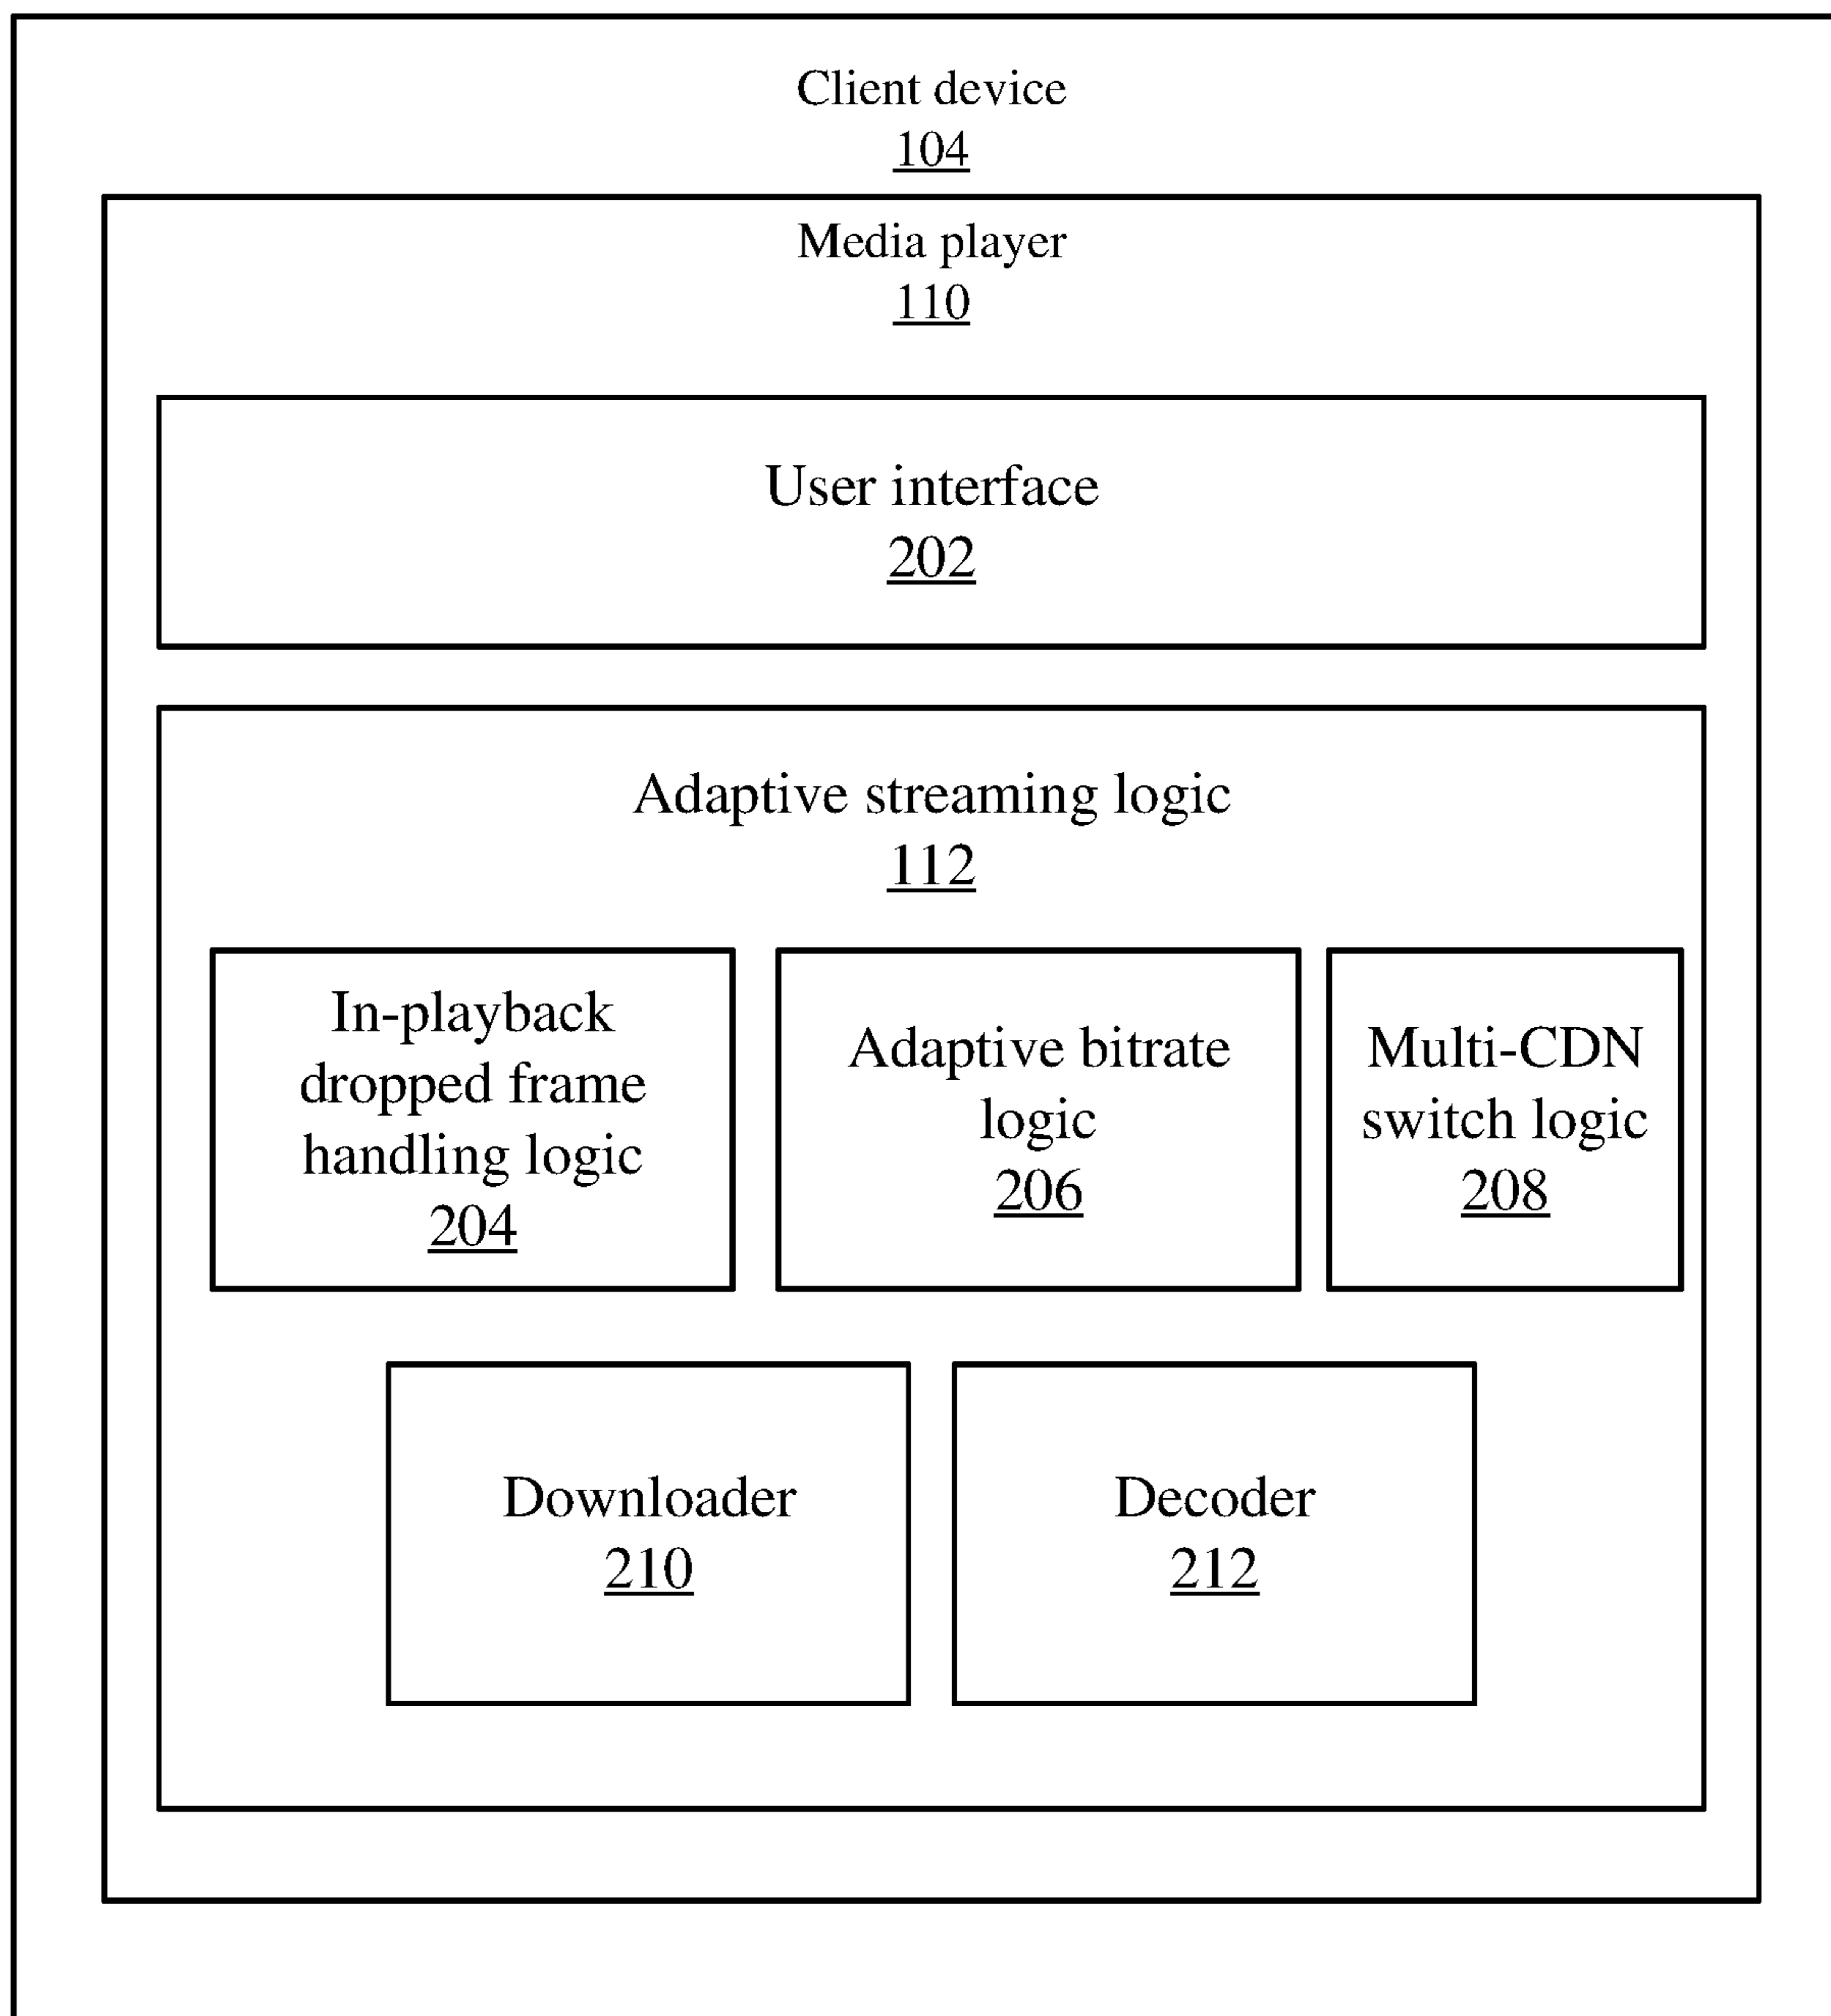 Client device
104
Media player
110
User interface
202
Adaptive streaming logic
112
In-playback
dropped frame
handling logic
204
Adaptive bitrate
logic
206
Multi-CDN
switch logic
208
Downloader
210
Decoder
212